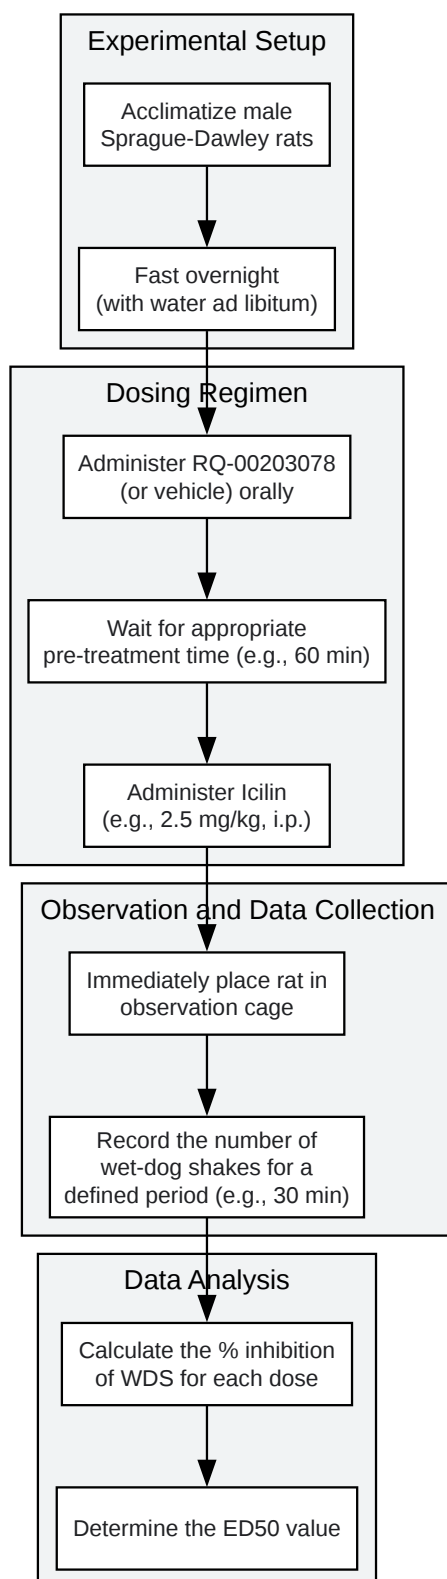 Experimental Setup
Acclimatize male
Sprague-Dawley rats
Fast overnight
(with water ad libitum)
Dosing Regimen
Administer RQ-00203078
(or vehicle) orally
Wait for appropriate
pre-treatment time (e.g., 60 min)
Administer Icilin
(e.g., 2.5 mg/kg, i.p.)
Observation and Data Collection
Immediately place rat in
observation cage
Record the number of
wet-dog shakes for a
defined period (e.g., 30 min)
Data Analysis
Calculate the % inhibition
of WDS for each dose
Determine the ED50 value